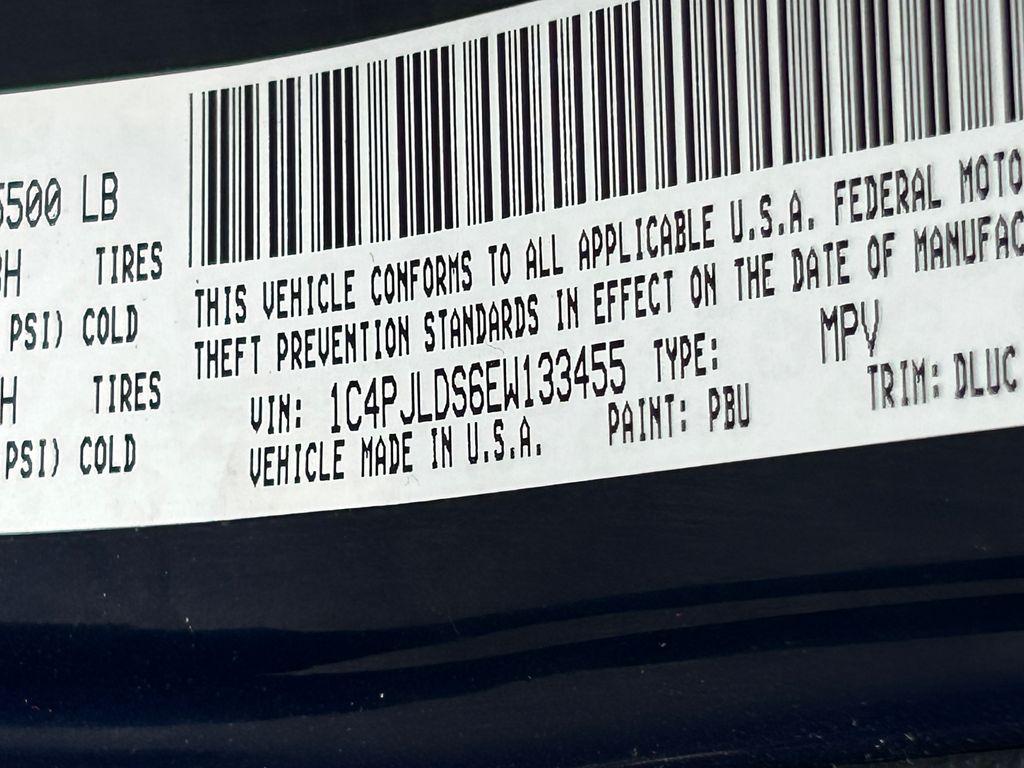 5500 LB
H TIRES
PSI) COLD
H TIRES
PSI) COLD
THIS VEHICLE CONFORMS TO ALL APPLICABLE U.S.A. FEDERAL MOTO
THEFT PREVENTION STANDARDS IN EFFECT ON THE DATE OF MANUFAC
VIN: 1C4PJLDS6EW133455 TYPE: MPV
VEHICLE MADE IN U.S.A. PAINT: PBU TRIM: DLUC